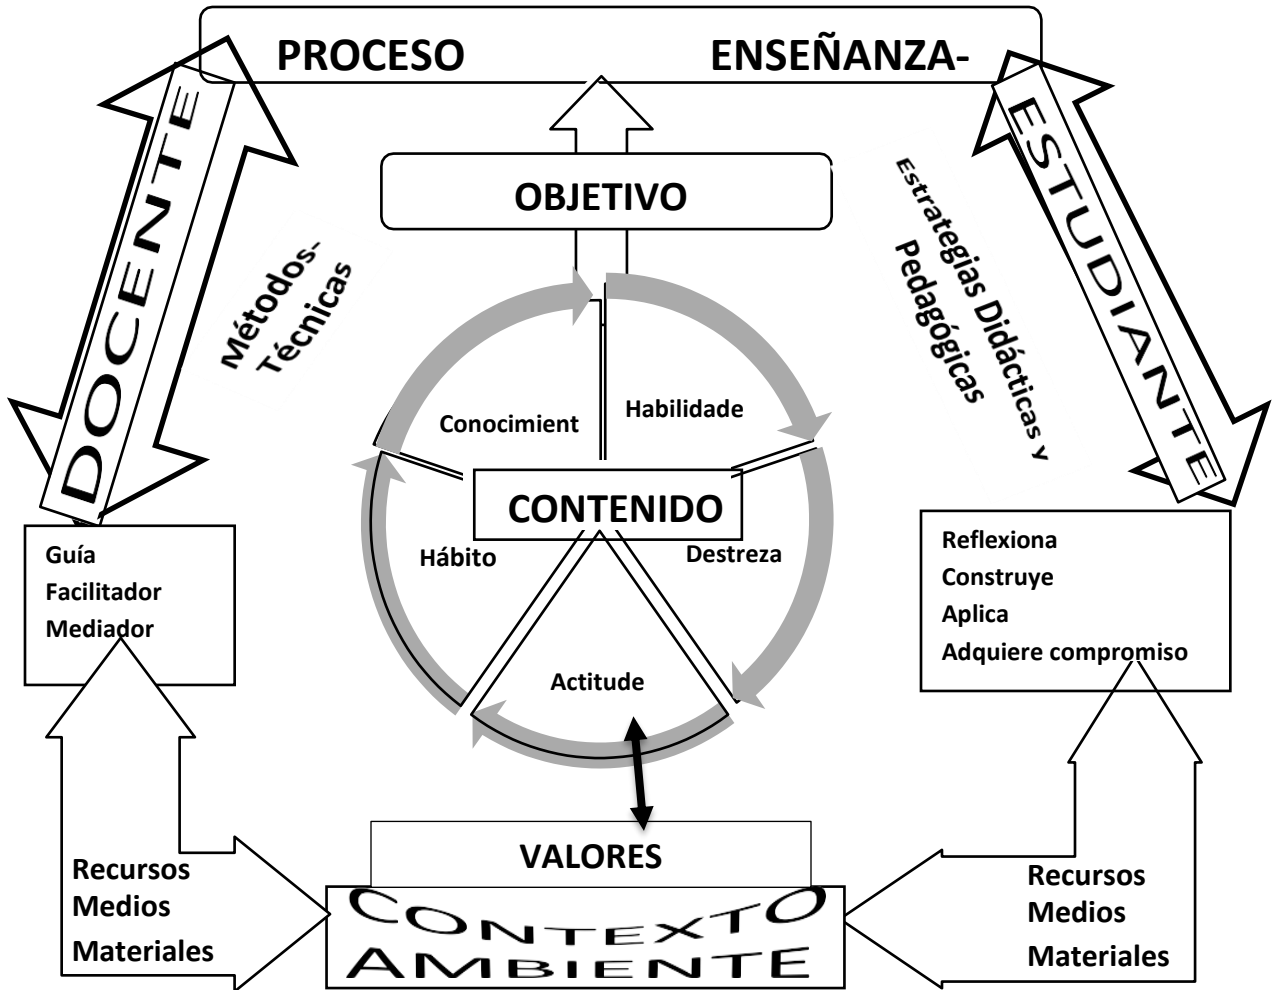 PROCESO ENSEÑANZA-
OBJETIVO
DOCENTE
ESTUDIANTE
Métodos-
Técnicas
Estrategias Didácticas y
Pedagógicas
Conocimient
Habilidade
CONTENIDO
Hábito
Destreza
Actitude
Guía
Facilitador
Mediador
Reflexiona
Construye
Aplica
Adquiere compromiso
Recursos
Medios
Materiales
VALORES
CONTEXTO
AMBIENTE
Recursos
Medios
Materiales